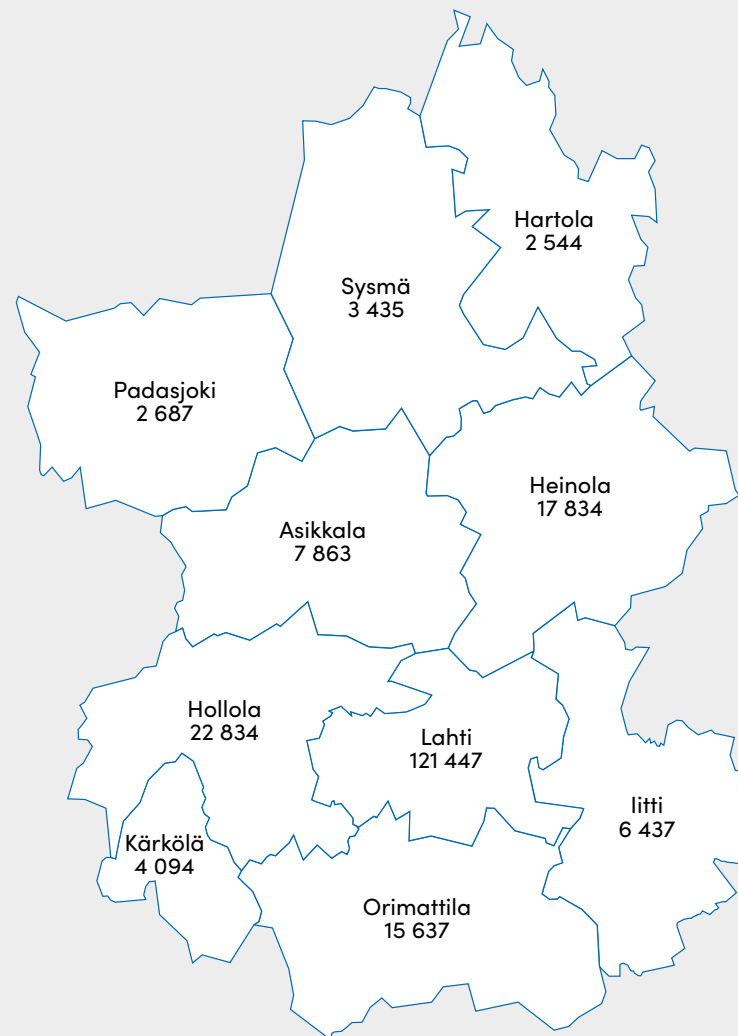 Hartola
2 544
Sysmä
3 435
Padasjoki
2 687
Heinola
17 834
Asikkala
7 863
Hollola
22 834
Lahti
121 447
Iitti
6 437
Kärkölä
4 094
Orimattila
15 637